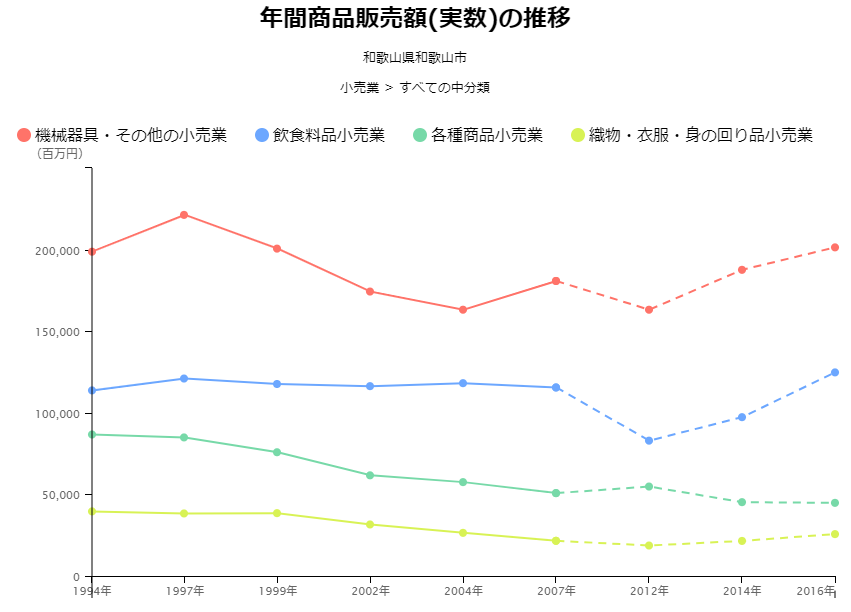 年間商品販売額(実数)の推移
和歌山県和歌山市
小売業 > すべての中分類
機械器具・その他の小売業 飲食料品小売業 各種商品小売業 織物・衣服・身の回り品小売業
(百万円)
200,000
150,000
100,000
50,000
0
1994年 1997年 1999年 2002年 2004年 2007年 2012年 2014年 2016年